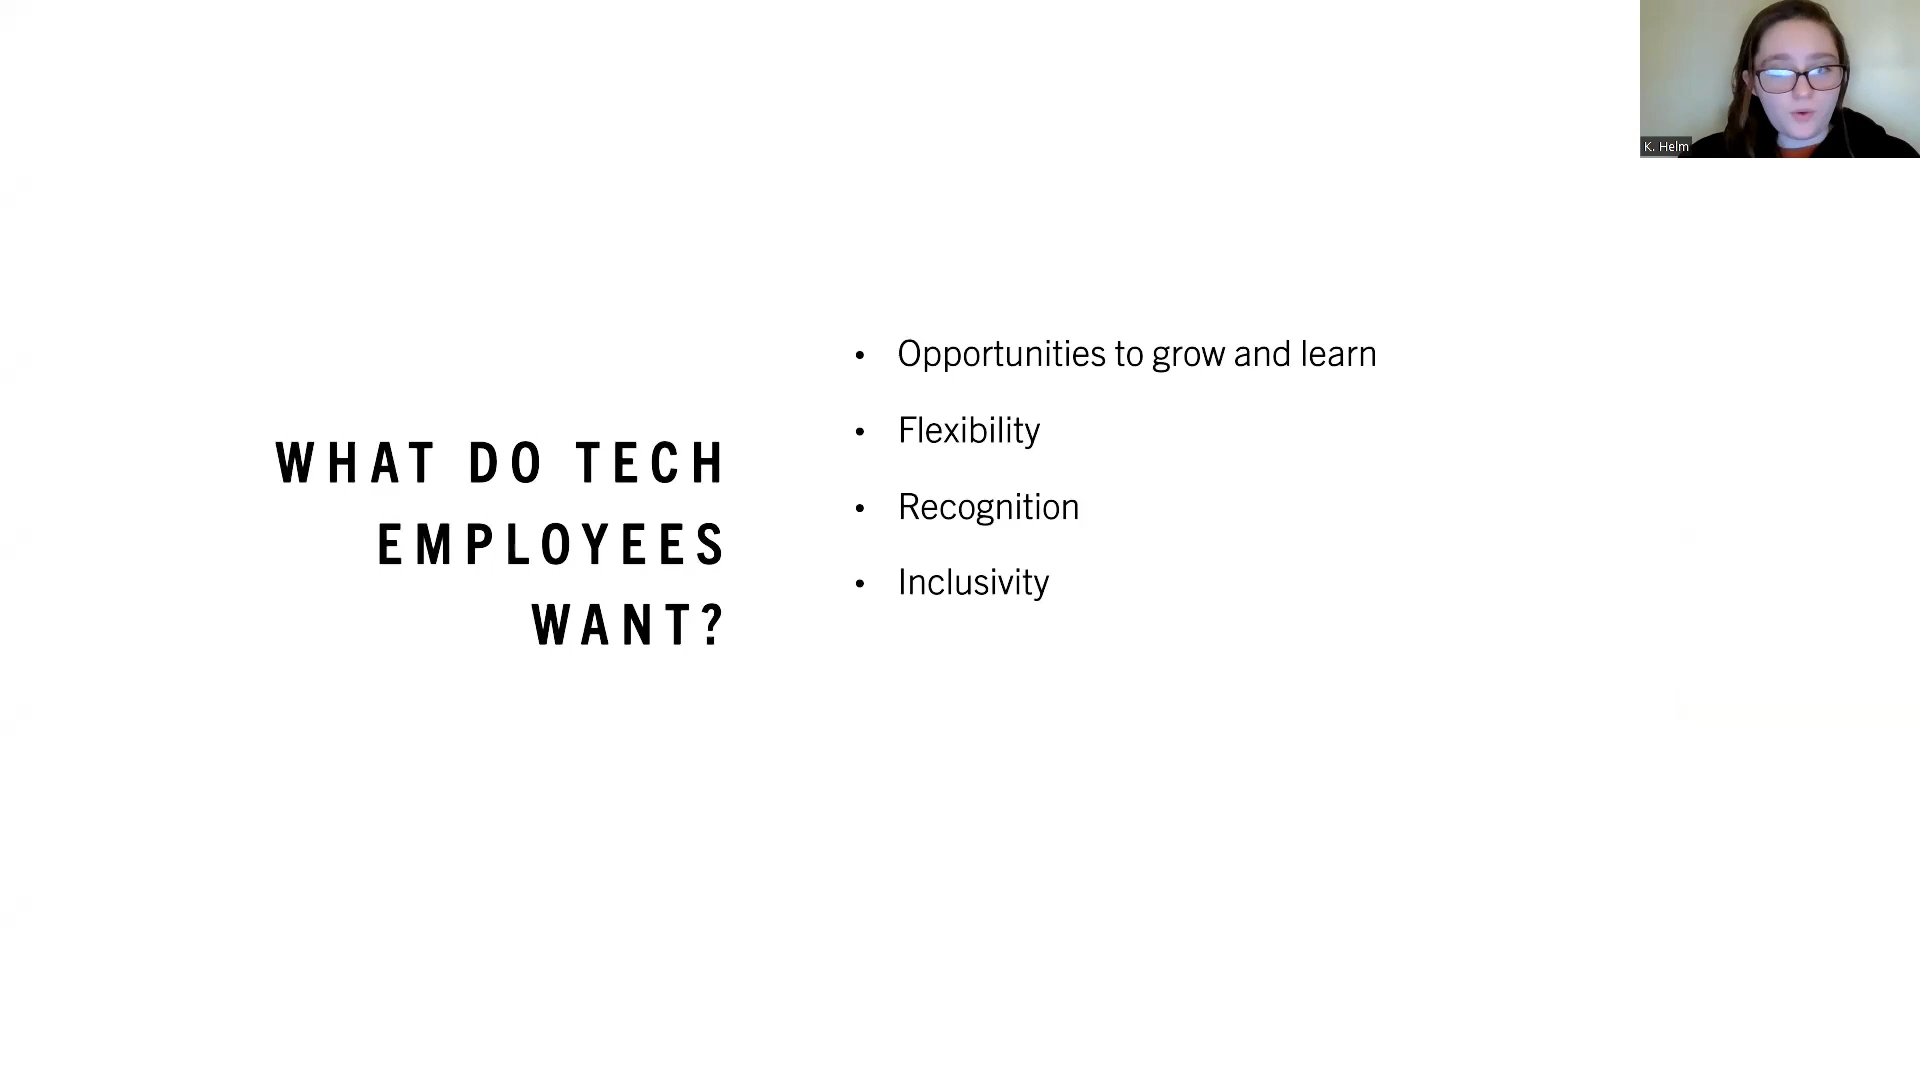 K. Helm
WHAT DO TECH
EMPLOYEES
WANT?
• Opportunities to grow and learn
• Flexibility
• Recognition
• Inclusivity